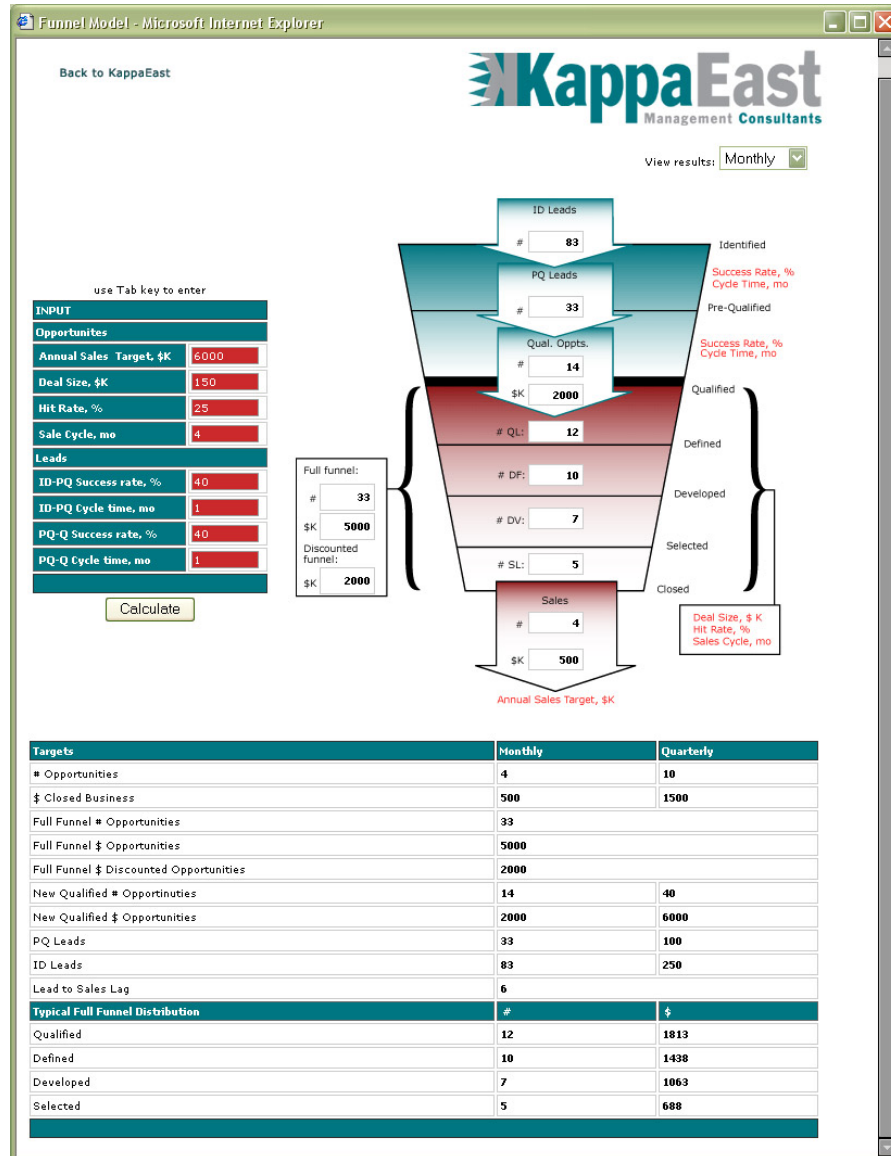 Funnel Model - Microsoft Internet Explorer
Back to KappaEast
KappaEast
Management Consultants
View results: Monthly
use Tab key to enter
INPUT
Opportunites
Annual Sales Target, $K 6000
Deal Size, $K 150
Hit Rate, % 25
Sale Cycle, mo 4
Leads
ID-PQ Success rate, % 40
ID-PQ Cycle time, mo 1
PQ-Q Success rate, % 40
PQ-Q Cycle time, mo 1
Calculate
ID Leads
# 83
Identified
Success Rate, %
Cycle Time, mo
PQ Leads
# 33
Pre-Qualified
Success Rate, %
Cycle Time, mo
Qual. Oppts.
# 14
$K 2000
Qualified
# QL: 12
Defined
# DF: 10
Developed
# DV: 7
Selected
# SL: 5
Closed
Full funnel:
# 33
$K 5000
Discounted
funnel:
$K 2000
Sales
# 4
$K 500
Annual Sales Target, $K
Deal Size, $ K
Hit Rate, %
Sales Cycle, mo
Targets Monthly Quarterly
# Opportunities 4 10
$ Closed Business 500 1500
Full Funnel # Opportunities 33
Full Funnel $ Opportunities 5000
Full Funnel $ Discounted Opportunities 2000
New Qualified # Opportinuties 14 40
New Qualified $ Opportunities 2000 6000
PQ Leads 33 100
ID Leads 83 250
Lead to Sales Lag 6
Typical Full Funnel Distribution # $
Qualified 12 1813
Defined 10 1438
Developed 7 1063
Selected 5 688